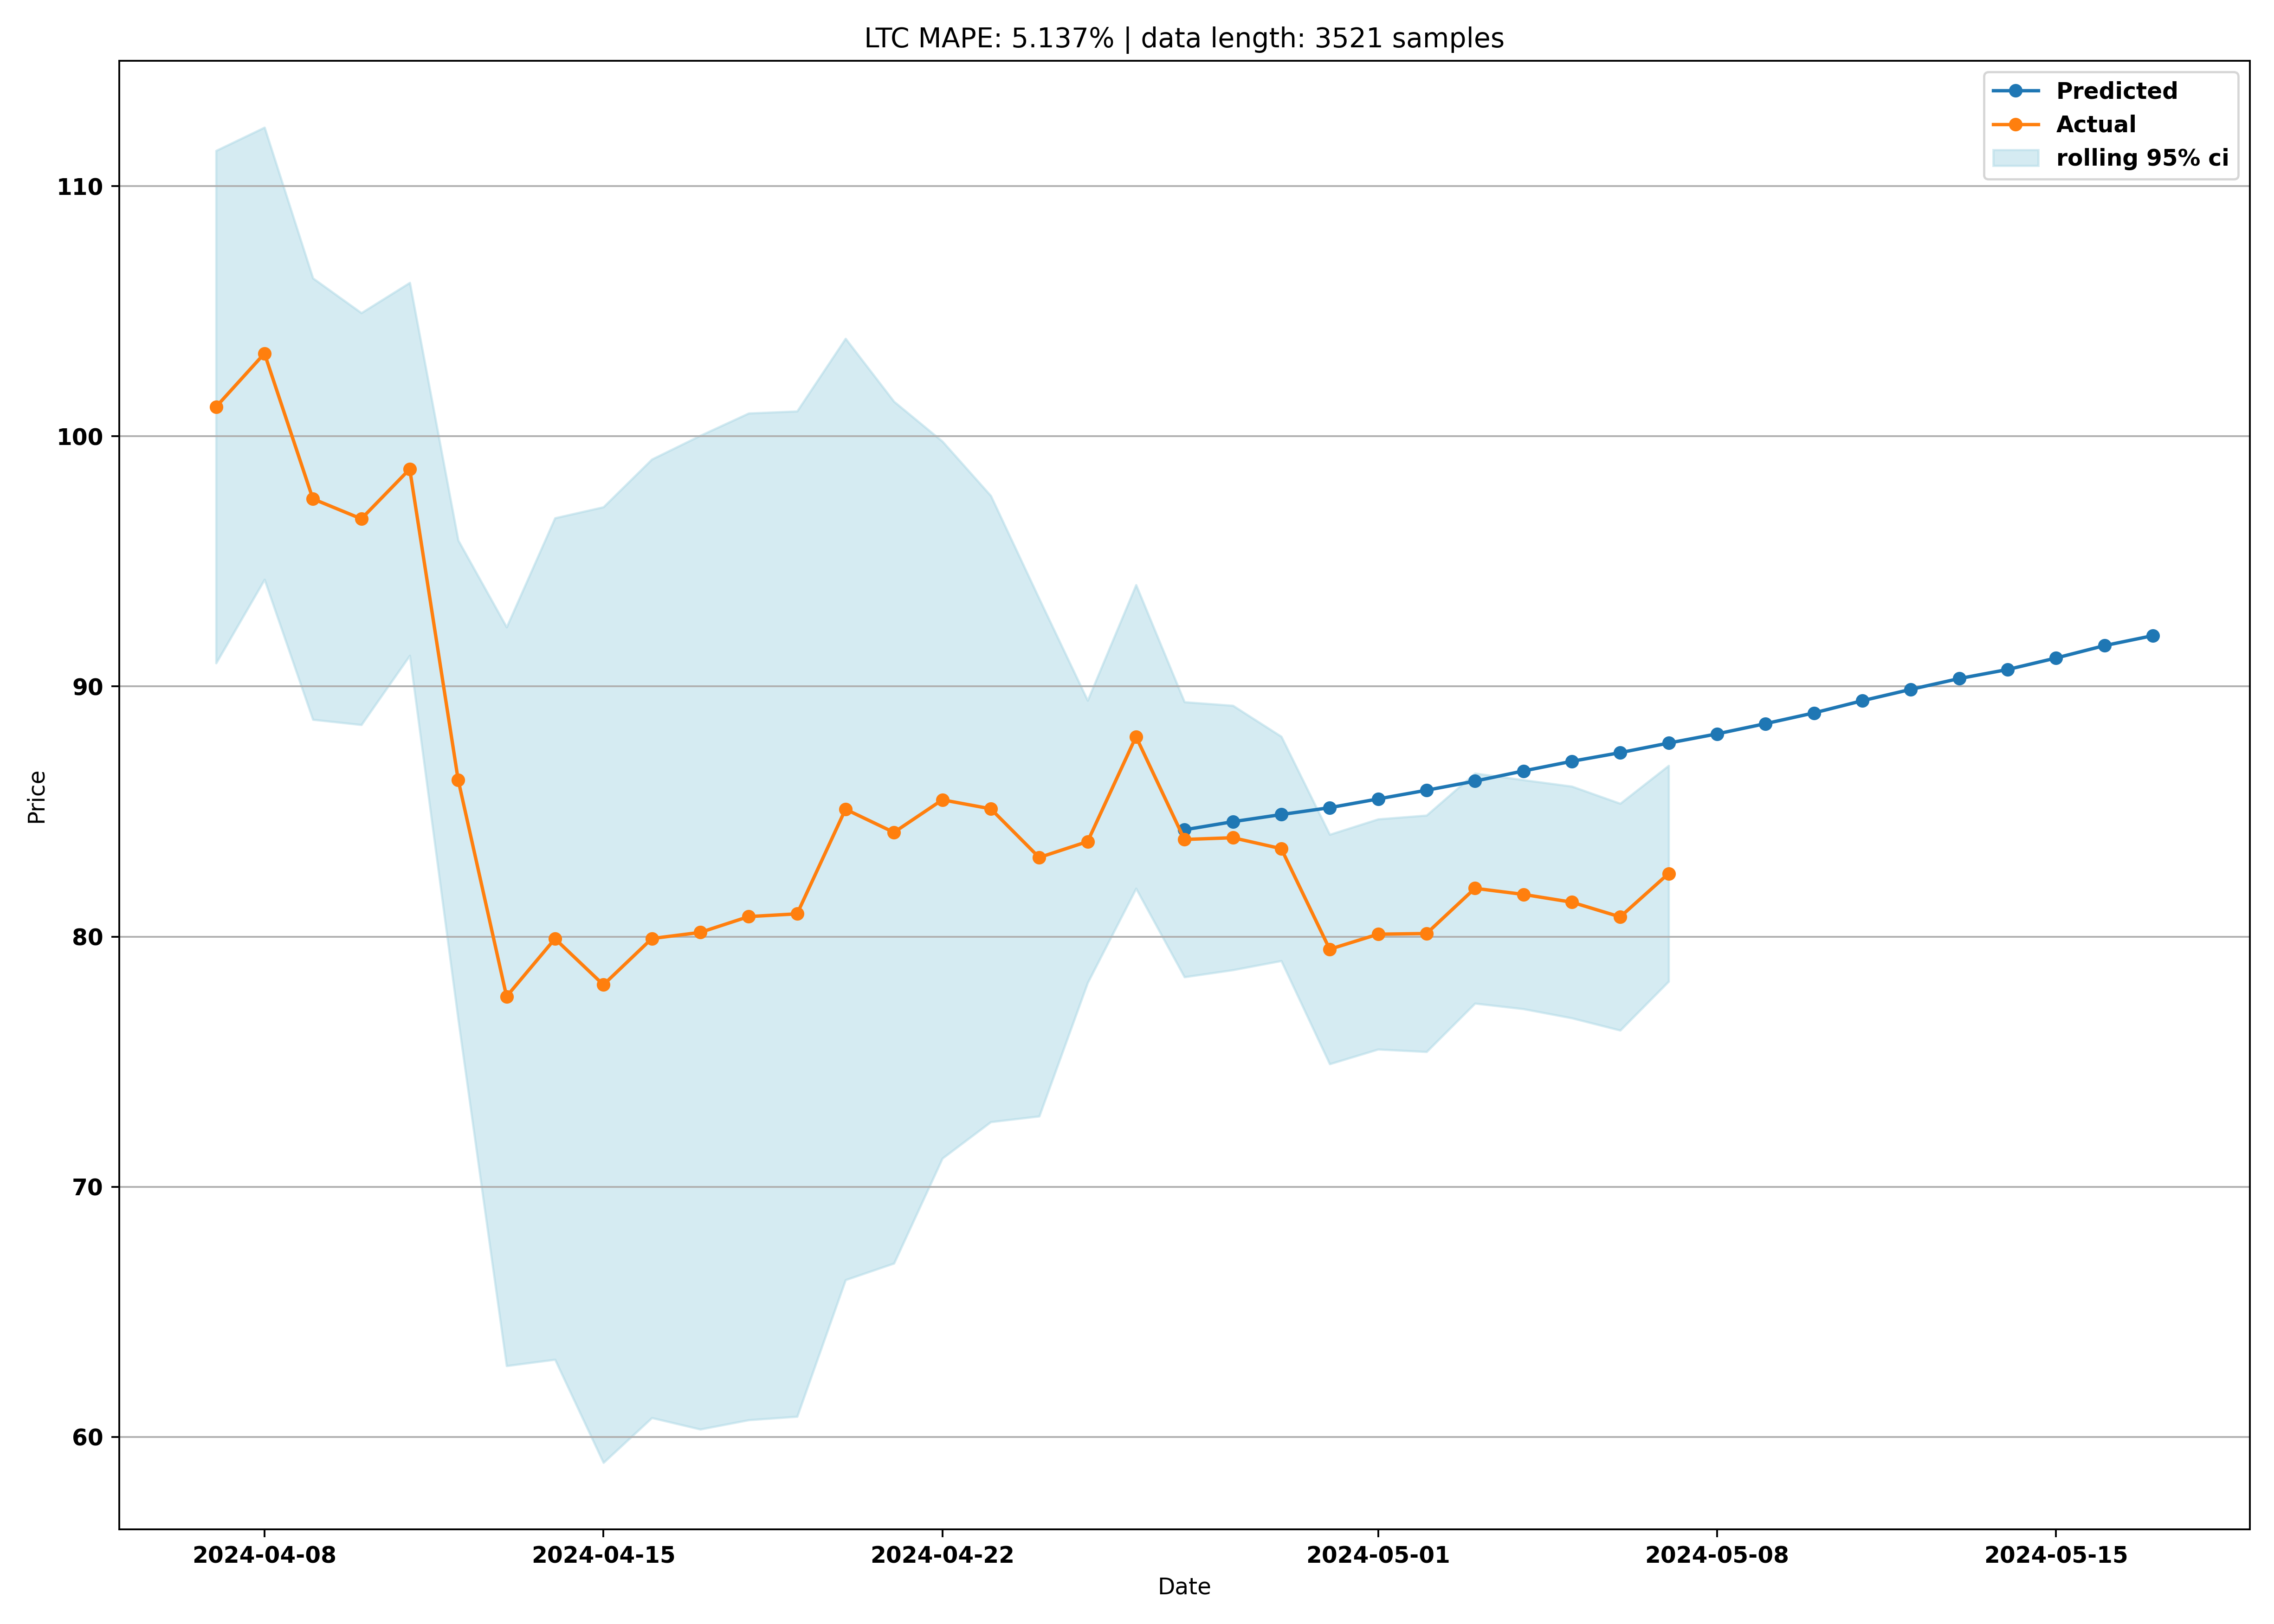 LTC MAPE: 5.137% | data length: 3521 samples
Predicted
Actual
rolling 95% ci
110
100
90
80
70
60
Price
2024-04-08
2024-04-15
2024-04-22
2024-05-01
2024-05-08
2024-05-15
Date